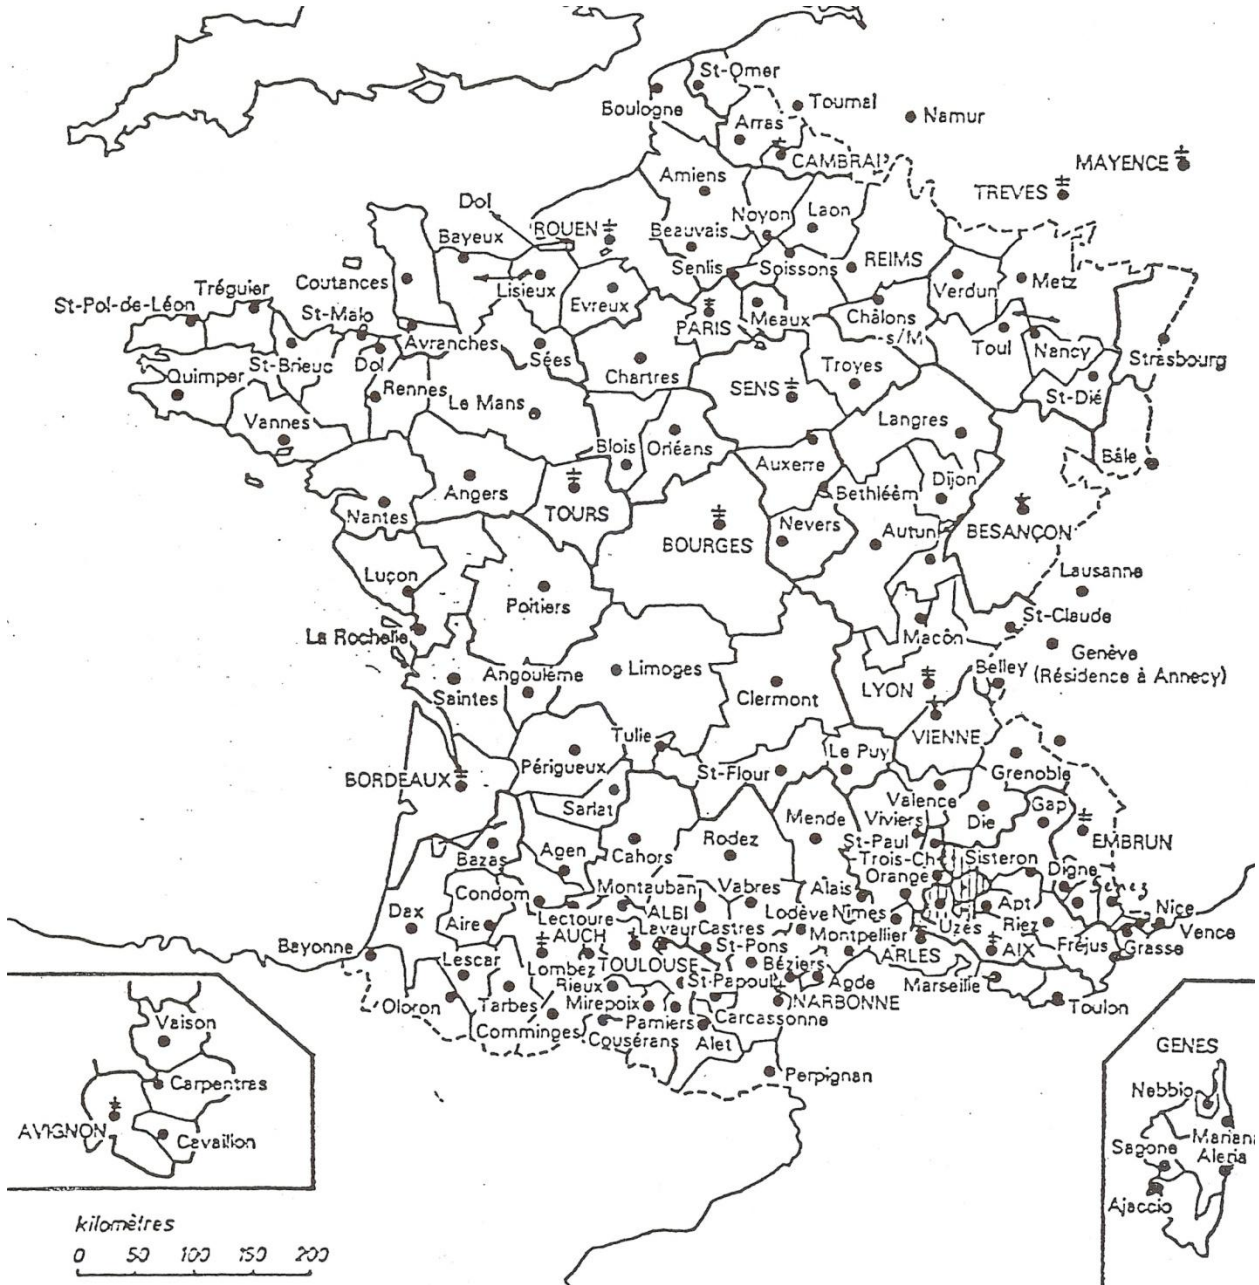 St-Omer
Boulogne
Tournai
Namur
Arras
CAMBRAI
MAYENCE
TREVES
Amiens
Dol
ROUEN
Noyon
Laon
Bayeux
Beauvais
Coutances
Lisieux
Senlis
Soissons
REIMS
Verdun
Metz
Evreux
St-Pol-de-Léon
Tréguier
St-Malo
PARIS
Meaux
Châlons
-s/M
Avranches
Sées
Toul
Nancy
Strasbourg
St-Brieuc
Dol
Quimper
Rennes
Chartres
Troyes
SENS
St-Dié
Le Mans
Vannes
Langres
Blois
Orléans
Auxerre
Bâle
Angers
Bethléém
Dijon
Nantes
TOURS
Nevers
Autun
BESANÇON
BOURGES
Luçon
Lausanne
Poitiers
St-Claude
La Rochelle
Macôn
Genève
(Résidence à Annecy)
Belley
Limoges
Angoulême
Saintes
Clermont
LYON
VIENNE
Tulle
Le Puy
Périgueux
St-Flour
Grenoble
BORDEAUX
Sarlat
Valence
Viviers
Die
Gap
Mende
EMBRUN
St-Paul
Trois-Ch
Bazas
Agen
Cahors
Rodez
Sisteron
Orange
Digne
Senez
Condom
Montauban
Vabres
Alais
Apt
Nice
Dax
Aire
Lectoure
ALBI
Lodève
Nîmes
Uzès
Riez
Vence
AUCH
Lavaur
Castres
Montpellier
Fréjus
Grasse
Bayonne
Lescar
Lombez
TOULOUSE
St-Pons
Béziers
ARLES
AIX
Rieux
St-Papoul
Agde
Marseille
Oloron
Tarbes
Mirepoix
NARBONNE
Toulon
Comminges
Pamiers
Carcassonne
Cousérans
Alet
Perpignan
Vaison
Carpentras
AVIGNON
Cavaillon
GENES
Nebbio
Mariana
Sagone
Aleria
Ajaccio
kilomètres
0 50 100 150 200